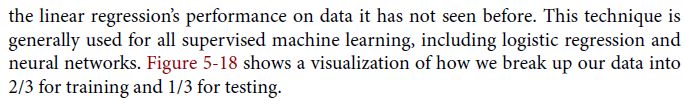 the linear regression's performance on data it has not seen before. This technique is
generally used for all supervised machine learning, including logistic regression and
neural networks. Figure 5-18 shows a visualization of how we break up our data into
2/3 for training and 1/3 for testing.